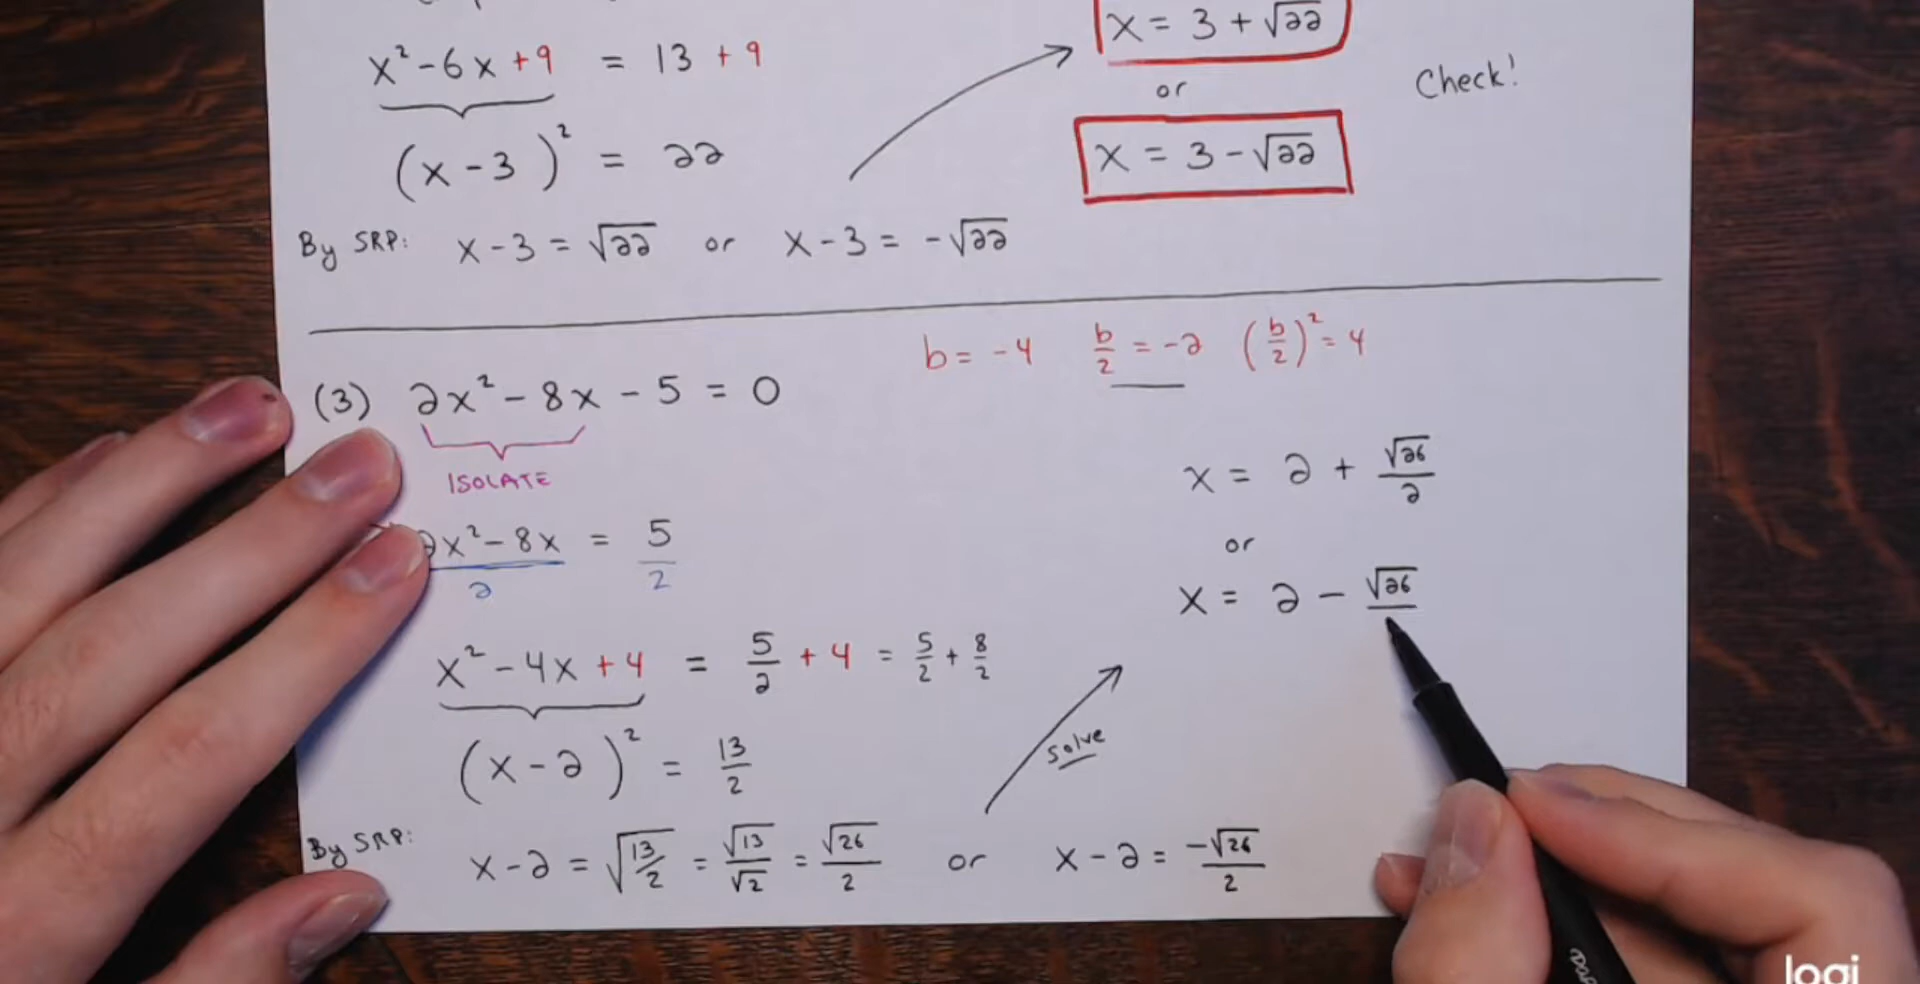 x = 3 + √22
x² - 6x + 9 = 13 + 9
or
Check!
(x - 3)² = 22
x = 3 - √22
By SRP: x - 3 = √22 or x - 3 = -√22
b = -4 b/2 = -2 (b/2)² = 4
(3) 2x² - 8x - 5 = 0
ISOLATE
2x² - 8x / 2 = 5/2
x² - 4x + 4 = 5/2 + 4 = 5/2 + 8/2
(x - 2)² = 13/2
By SRP: x - 2 = √(13/2) = √13/√2 = √26/2 or x - 2 = -√26/2
solve
x = 2 + √26/2
or
x = 2 - √26
logi